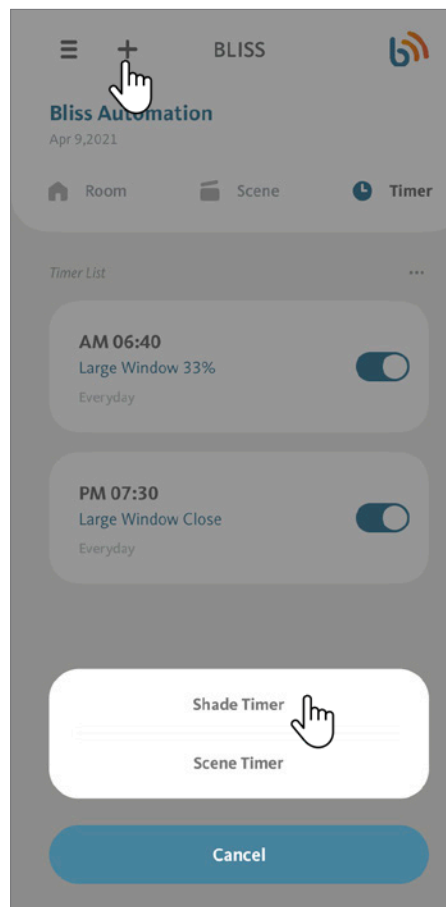 BLISS
Bliss Automation
Apr 9,2021
Room Scene Timer
Timer List
AM 06:40
Large Window 33%
Everyday
PM 07:30
Large Window Close
Everyday
Shade Timer
Scene Timer
Cancel